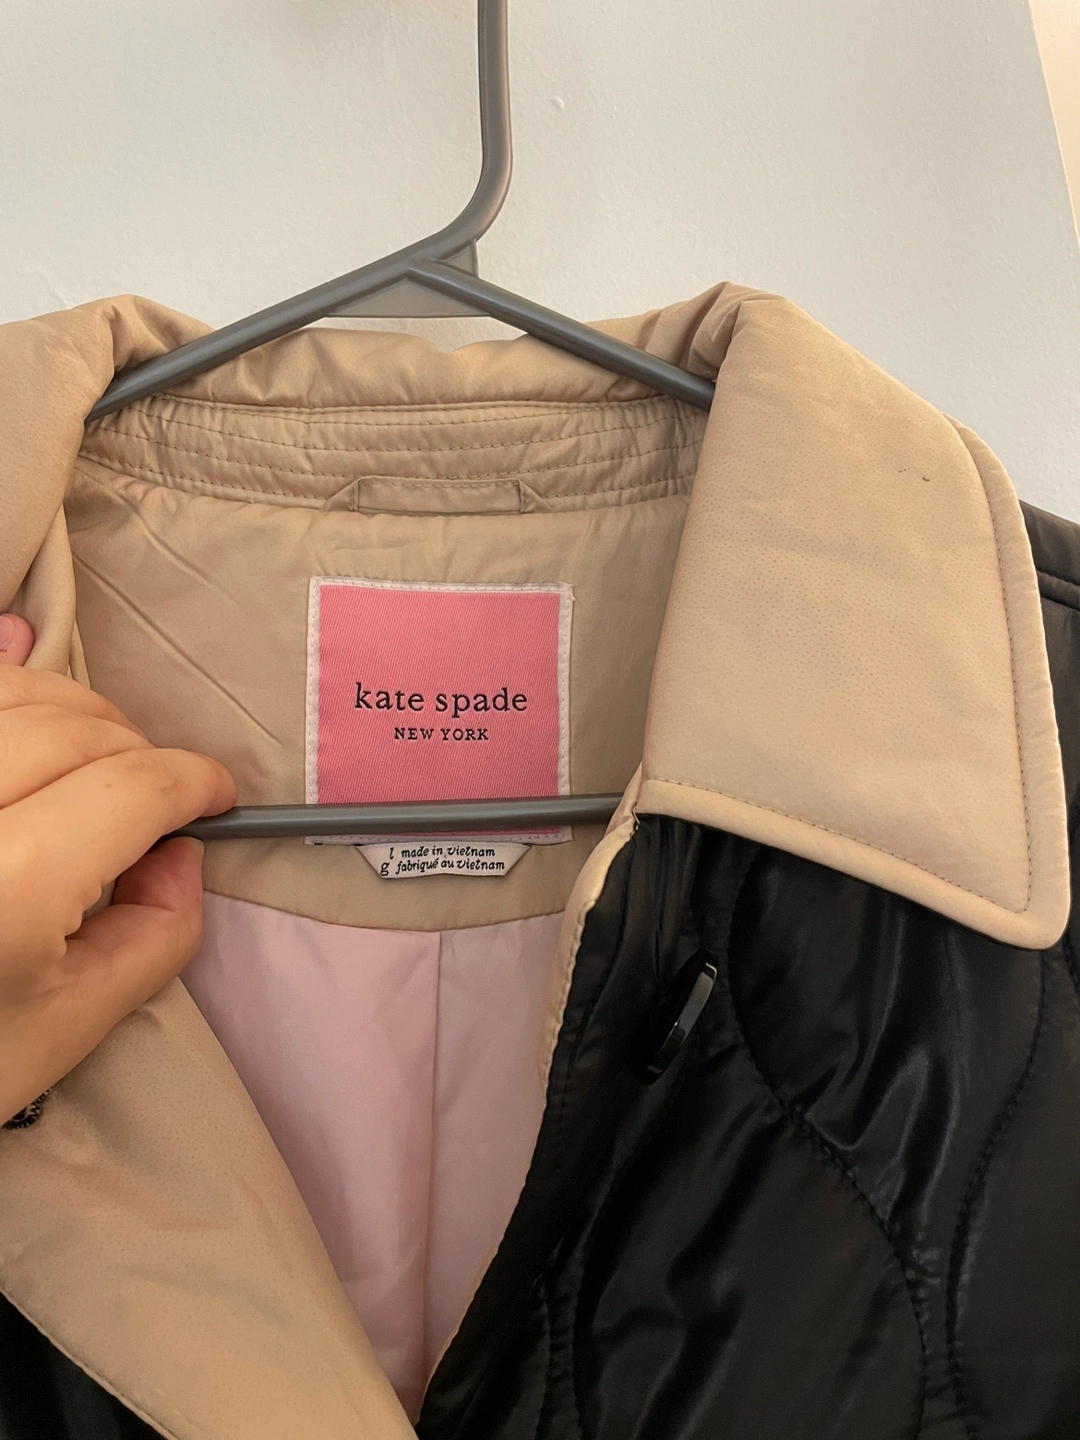 kate spade
NEW YORK
l made in vietnam
g fabriqué au vietnam